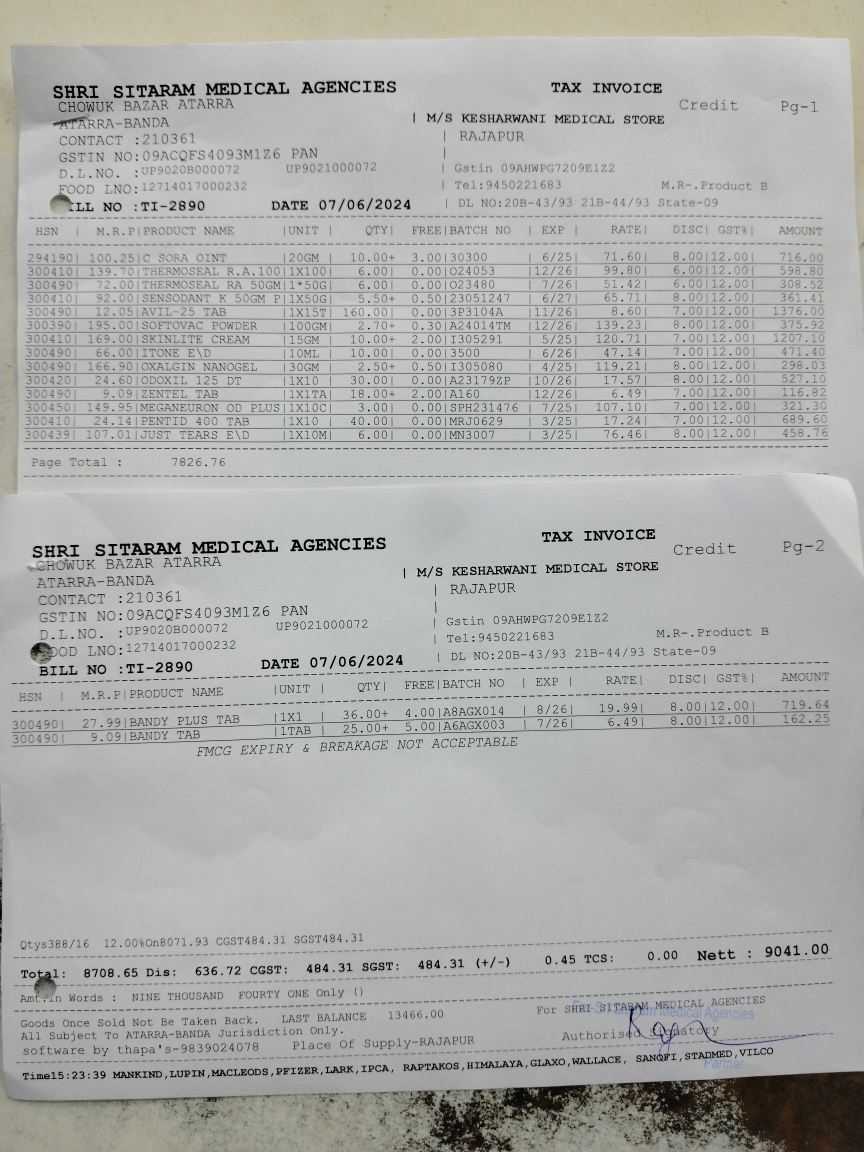 SHRI SITARAM MEDICAL AGENCIES TAX INVOICE
CHOWUK BAZAR ATARRA Credit Pg-1
ATARRA-BANDA | M/S KESHARWANI MEDICAL STORE
CONTACT :210361 | RAJAPUR
GSTIN NO:09ACQFS4093M1Z6 PAN |
D.L.NO. :UP9020B000072 UP9021000072 | Gstin 09AHWPG7209E1Z2
FOOD LNO:12714017000232 | Tel:9450221683 M.R-.Product B
ILL NO :TI-2890 DATE 07/06/2024 | DL NO:20B-43/93 21B-44/93 State-09
HSN | M.R.P|PRODUCT NAME |UNIT | QTY| FREE|BATCH NO | EXP | RATE| DISC| GST%| AMOUNT
294190| 100.25|C SORA OINT |20GM | 10.00+ 3.00|30300 | 6/25| 71.60| 8.00|12.00| 716.00
300410| 139.70|THERMOSEAL R.A.100|1X100| 6.00| 0.00|O24053 |12/26| 99.80| 6.00|12.00| 598.80
300490| 72.00|THERMOSEAL RA 50GM|1*50G| 6.00| 0.00|O23480 | 7/26| 51.42| 6.00|12.00| 308.52
300410| 92.00|SENSODANT K 50GM P|1X50G| 5.50+ 0.50|23051247 | 6/27| 65.71| 8.00|12.00| 361.41
300490| 12.05|AVIL-25 TAB |1X15T| 160.00| 0.00|3P3104A |11/26| 8.60| 7.00|12.00| 1376.00
300390| 195.00|SOFTOVAC POWDER |100GM| 2.70+ 0.30|A24014TM |12/26| 139.23| 8.00|12.00| 375.92
300410| 169.00|SKINLITE CREAM |15GM | 10.00+ 2.00|I305291 | 5/25| 120.71| 7.00|12.00| 1207.10
300490| 66.00|ITONE E\D |10ML | 10.00| 0.00|3500 | 6/26| 47.14| 7.00|12.00| 471.40
300490| 166.90|OXALGIN NANOGEL |30GM | 2.50+ 0.50|I305080 | 4/25| 119.21| 7.00|12.00| 298.03
300420| 24.60|ODOXIL 125 DT |1X10 | 30.00| 0.00|A23179ZP |10/26| 17.57| 8.00|12.00| 527.10
300490| 9.09|ZENTEL TAB |1X1TA| 18.00+ 2.00|A160 |12/26| 6.49| 7.00|12.00| 116.82
300450| 149.95|MEGANEURON OD PLUS|1X10C| 3.00| 0.00|SPH231476 | 7/25| 107.10| 7.00|12.00| 321.30
300410| 24.14|PENTID 400 TAB |1X10 | 40.00| 0.00|MRJ0629 | 3/25| 17.24| 7.00|12.00| 689.60
300439| 107.01|JUST TEARS E\D |1X10M| 6.00| 0.00|MN3007 | 3/25| 76.46| 8.00|12.00| 458.76
Page Total : 7826.76
SHRI SITARAM MEDICAL AGENCIES TAX INVOICE
CHOWUK BAZAR ATARRA Credit Pg-2
ATARRA-BANDA | M/S KESHARWANI MEDICAL STORE
CONTACT :210361 | RAJAPUR
GSTIN NO:09ACQFS4093M1Z6 PAN |
D.L.NO. :UP9020B000072 UP9021000072 | Gstin 09AHWPG7209E1Z2
OOD LNO:12714017000232 | Tel:9450221683 M.R-.Product B
BILL NO :TI-2890 DATE 07/06/2024 | DL NO:20B-43/93 21B-44/93 State-09
HSN | M.R.P|PRODUCT NAME |UNIT | QTY| FREE|BATCH NO | EXP | RATE| DISC| GST%| AMOUNT
300490| 27.99|BANDY PLUS TAB |1X1 | 36.00+ 4.00|A8AGX014 | 8/26| 19.99| 8.00|12.00| 719.64
300490| 9.09|BANDY TAB |1TAB | 25.00+ 5.00|A6AGX003 | 7/26| 6.49| 8.00|12.00| 162.25
FMCG EXPIRY & BREAKAGE NOT ACCEPTABLE
Qtys388/16 12.00%On8071.93 CGST484.31 SGST484.31
Total: 8708.65 Dis: 636.72 CGST: 484.31 SGST: 484.31 (+/-) 0.45 TCS: 0.00 Nett : 9041.00
Amt.in Words : NINE THOUSAND FOURTY ONE Only ()
Goods Once Sold Not Be Taken Back. LAST BALANCE 13466.00 For SHRI SITARAM MEDICAL AGENCIES
All Subject To ATARRA-BANDA Jurisdiction Only. Authorised Signatory
software by thapa's-9839024078 Place Of Supply-RAJAPUR
Partner
Time15:23:39 MANKIND,LUPIN,MACLEODS,PFIZER,LARK,IPCA, RAPTAKOS,HIMALAYA,GLAXO,WALLACE, SANOFI,STADMED,VILCO